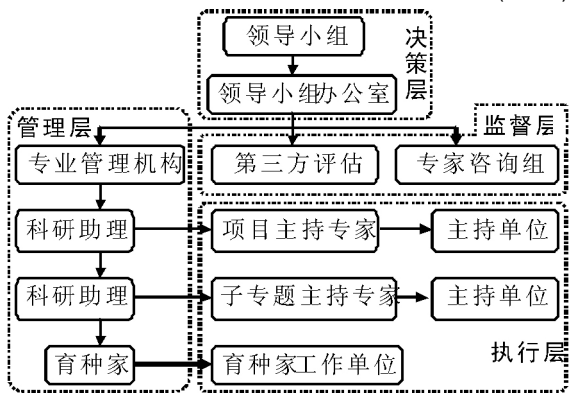 领导小组
决策层
领导小组办公室
管理层
监督层
专业管理机构
第三方评估
专家咨询组
科研助理
项目主持专家
主持单位
科研助理
子专题主持专家
主持单位
执行层
育种家
育种家工作单位